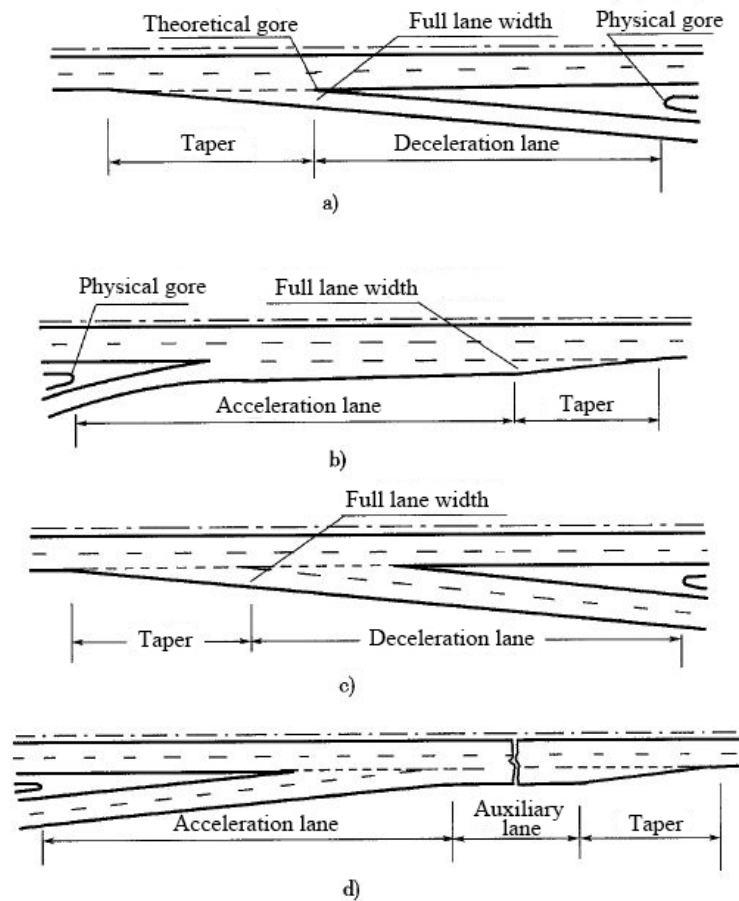 Theoretical gore
Full lane width
Physical gore
Taper
Deceleration lane
a)
Physical gore
Full lane width
Acceleration lane
Taper
b)
Full lane width
Taper
Deceleration lane
c)
Acceleration lane
Auxiliary
lane
Taper
d)